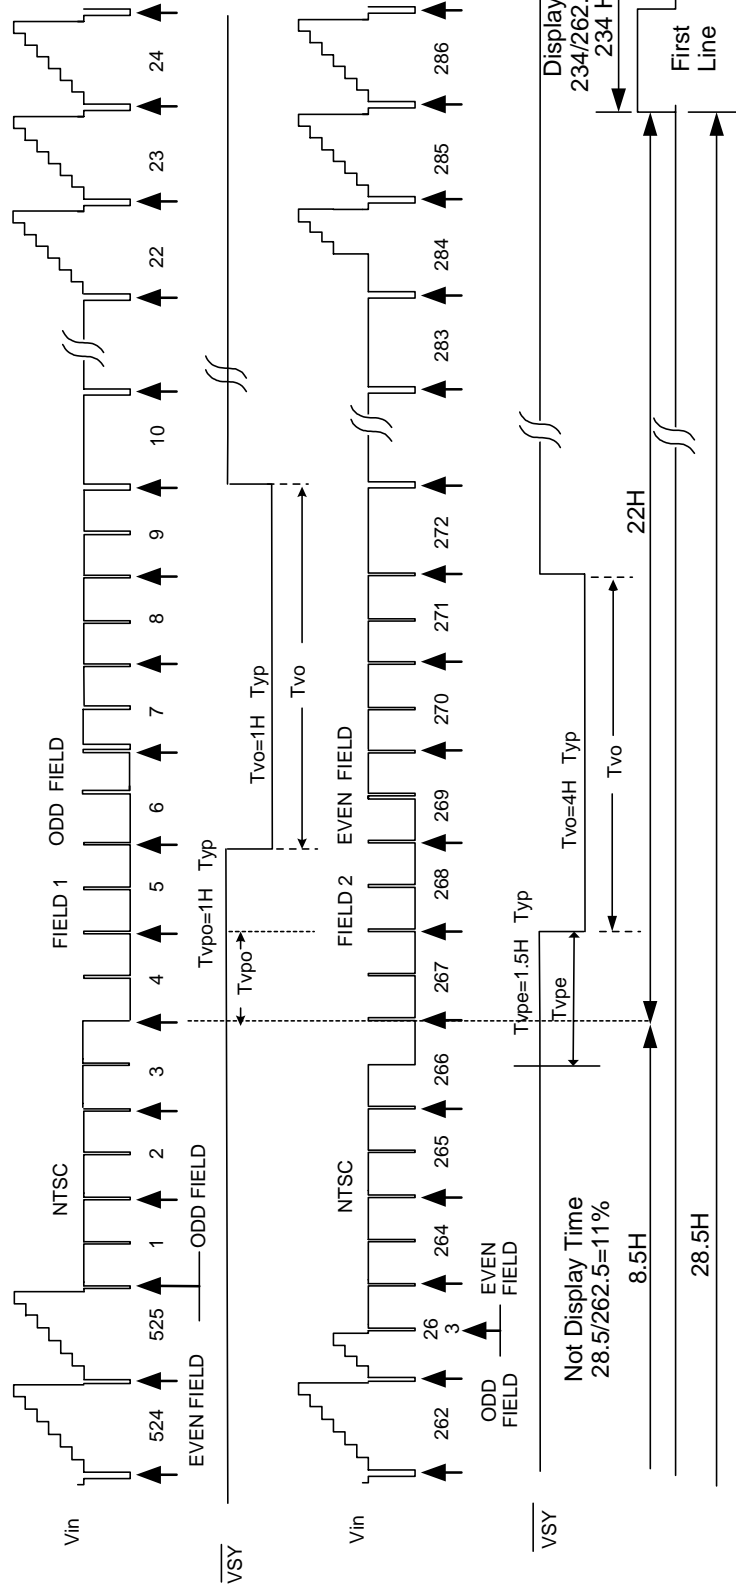 Vin
524
525
1
2
3
4
5
6
7
8
9
10
22
23
24
EVEN FIELD
ODD FIELD
NTSC
FIELD 1
ODD FIELD
VSY
Tvpo=1H Typ
Tvpo
Tvo=1H Typ
Tvo
Vin
262
26
3
264
265
266
267
268
269
270
271
272
283
284
285
286
ODD
FIELD
EVEN
FIELD
NTSC
FIELD 2
EVEN FIELD
VSY
Tvpe=1.5H Typ
Tvpe
Tvo=4H Typ
Tvo
Not Display Time
28.5/262.5=11%
8.5H
22H
28.5H
Display
234/262.
234 H
First
Line